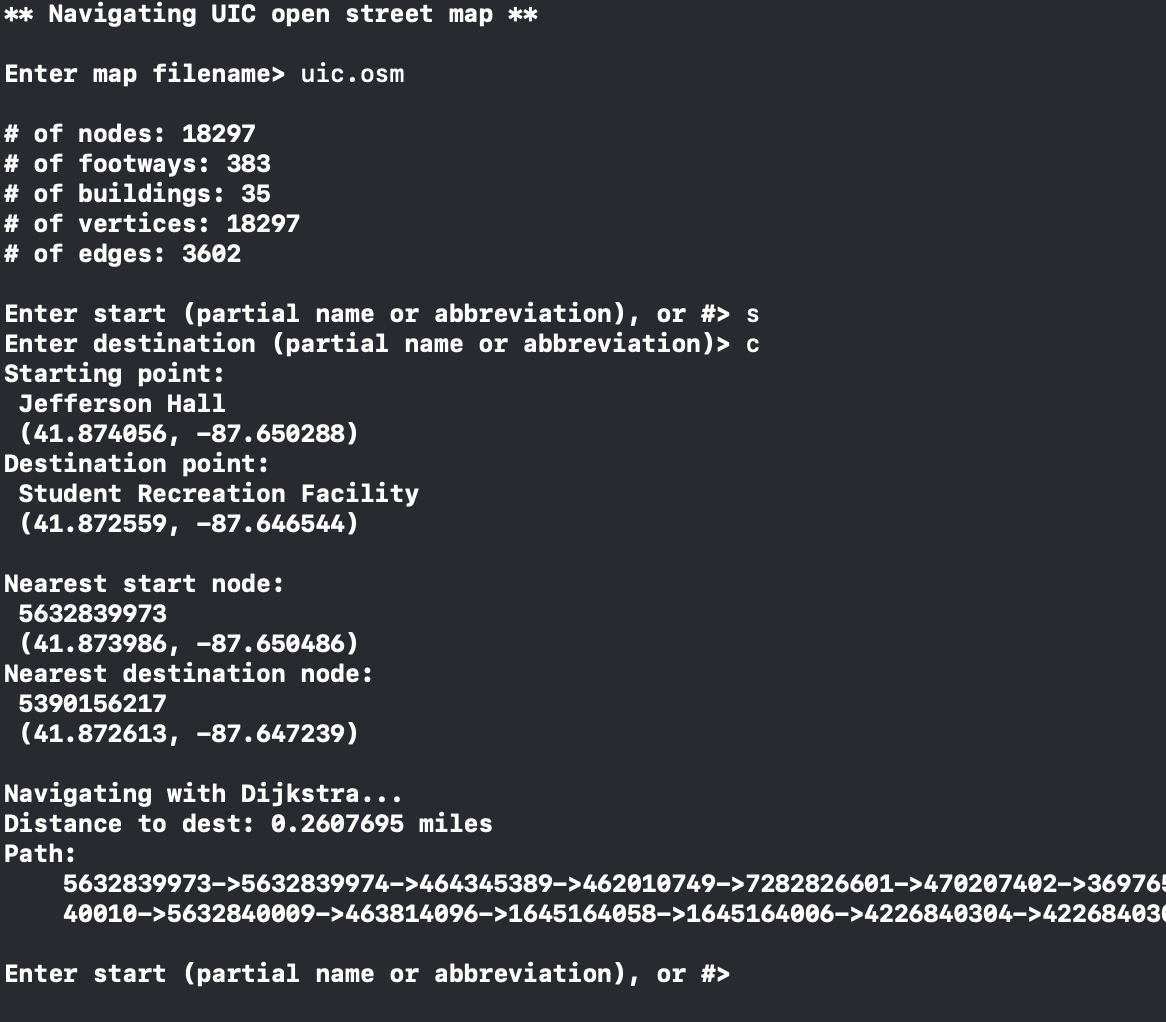 ** Navigating UIC open street map **
Enter map filename> uic.osm
# of nodes: 18297
# of footways: 383
# of buildings: 35
# of vertices: 18297
# of edges: 3602
Enter start (partial name or abbreviation), or #> s
Enter destination (partial name or abbreviation)> c
Starting point:
Jefferson Hall
(41.874056, -87.650288)
Destination point:
Student Recreation Facility
(41.872559, -87.646544)
Nearest start node:
5632839973
(41.873986, -87.650486)
Nearest destination node:
5390156217
(41.872613, -87.647239)
Navigating with Dijkstra...
Distance to dest: 0.2607695 miles
Path:
5632839973->5632839974->464345389->462010749->7282826601->470207402->369765
40010->5632840009->463814096->1645164058->1645164006->4226840304->422684030
Enter start (partial name or abbreviation), or #>